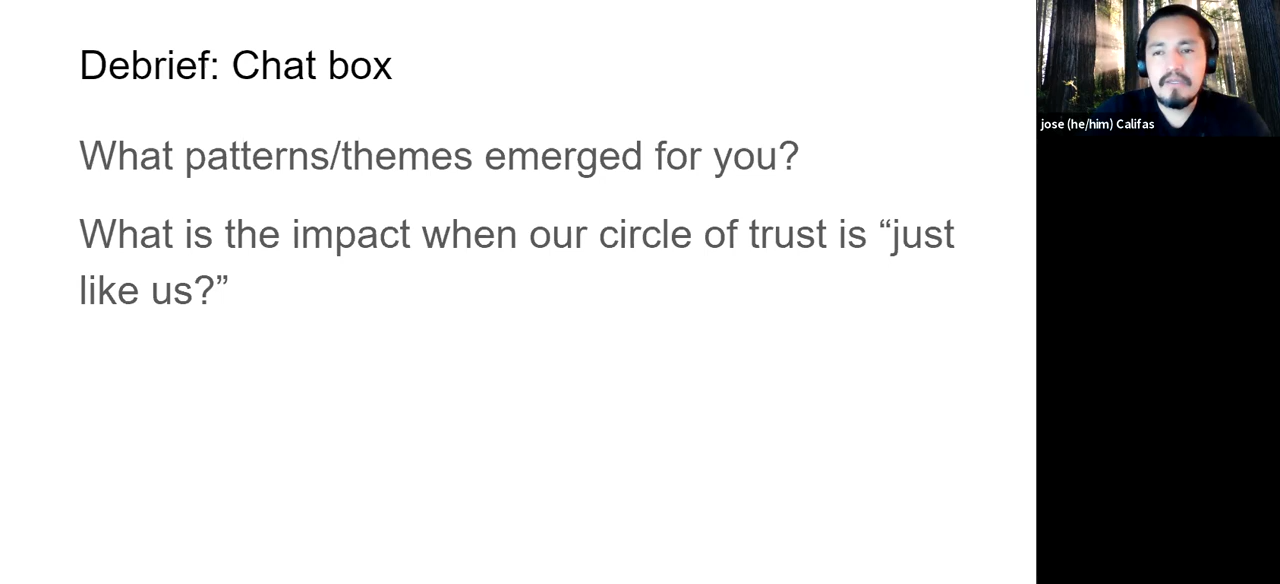 Debrief: Chat box
What patterns/themes emerged for you?
What is the impact when our circle of trust is “just
like us?”
jose (he/him) Califas